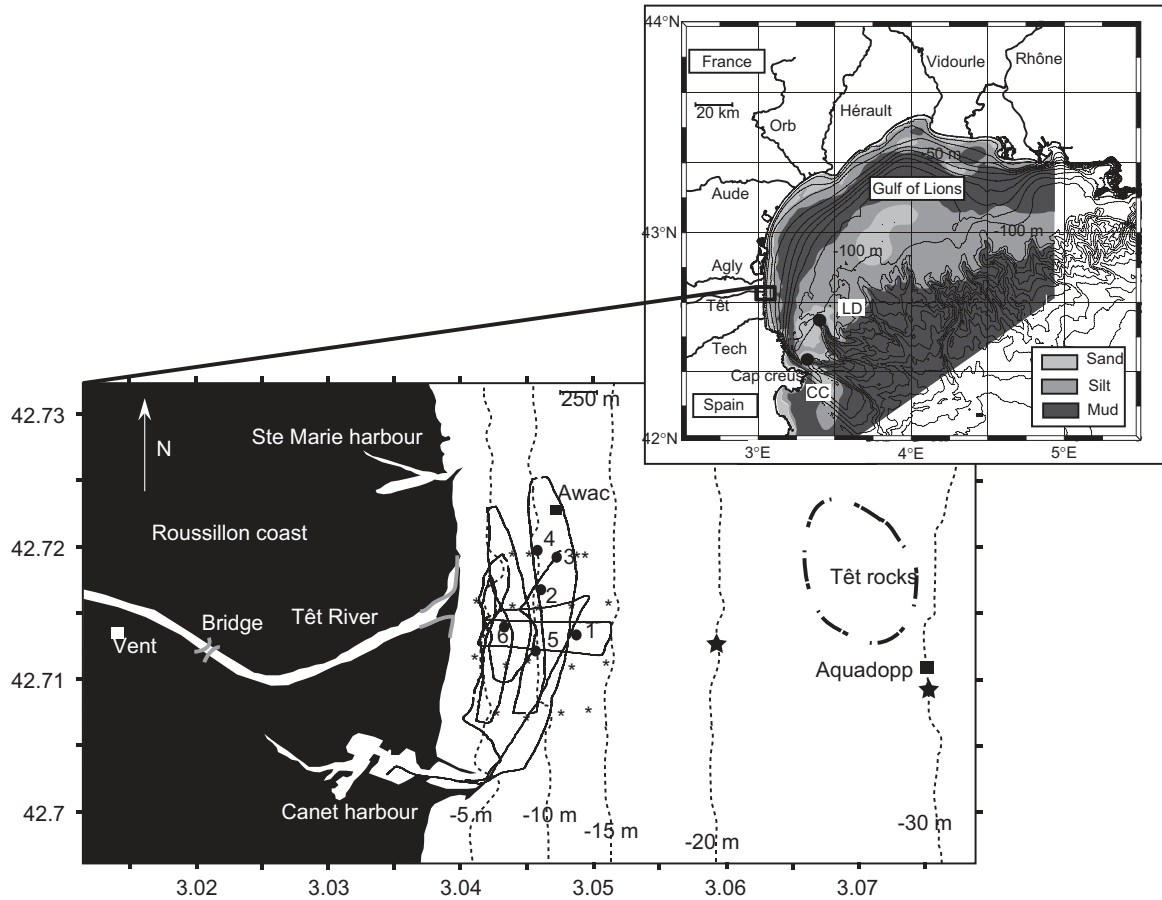 44°N
France
Vidourle
Rhône
20 km
Hérault
Orb
-50 m
Aude
Gulf of Lions
43°N
-100 m
-100 m
Agly
Têt
LD
Tech
Sand
Cap creus
Silt
CC
Mud
Spain
42°N
3°E
4°E
5°E
42.73
250 m
N
Ste Marie harbour
Awac
Roussillon coast
42.72
4
3
**
*
*
Têt rocks
2
Bridge
Têt River
Vent
6
1
5
42.71
Aquadopp
Canet harbour
42.7
-5 m
-10 m
-15 m
-20 m
-30 m
3.02
3.03
3.04
3.05
3.06
3.07